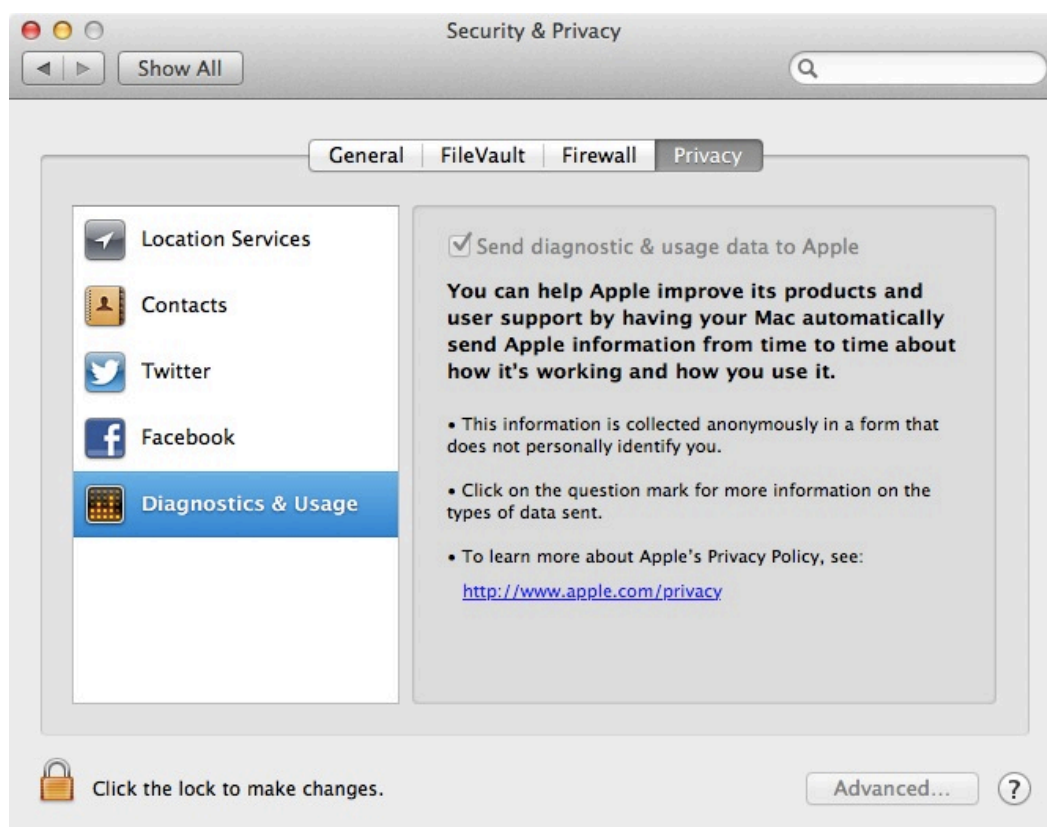 Security & Privacy
Show All
General FileVault Firewall Privacy
Location Services
Contacts
Twitter
Facebook
Diagnostics & Usage
Send diagnostic & usage data to Apple
You can help Apple improve its products and
user support by having your Mac automatically
send Apple information from time to time about
how it's working and how you use it.
• This information is collected anonymously in a form that
does not personally identify you.
• Click on the question mark for more information on the
types of data sent.
• To learn more about Apple’s Privacy Policy, see:
http://www.apple.com/privacy
Click the lock to make changes.
Advanced... ?